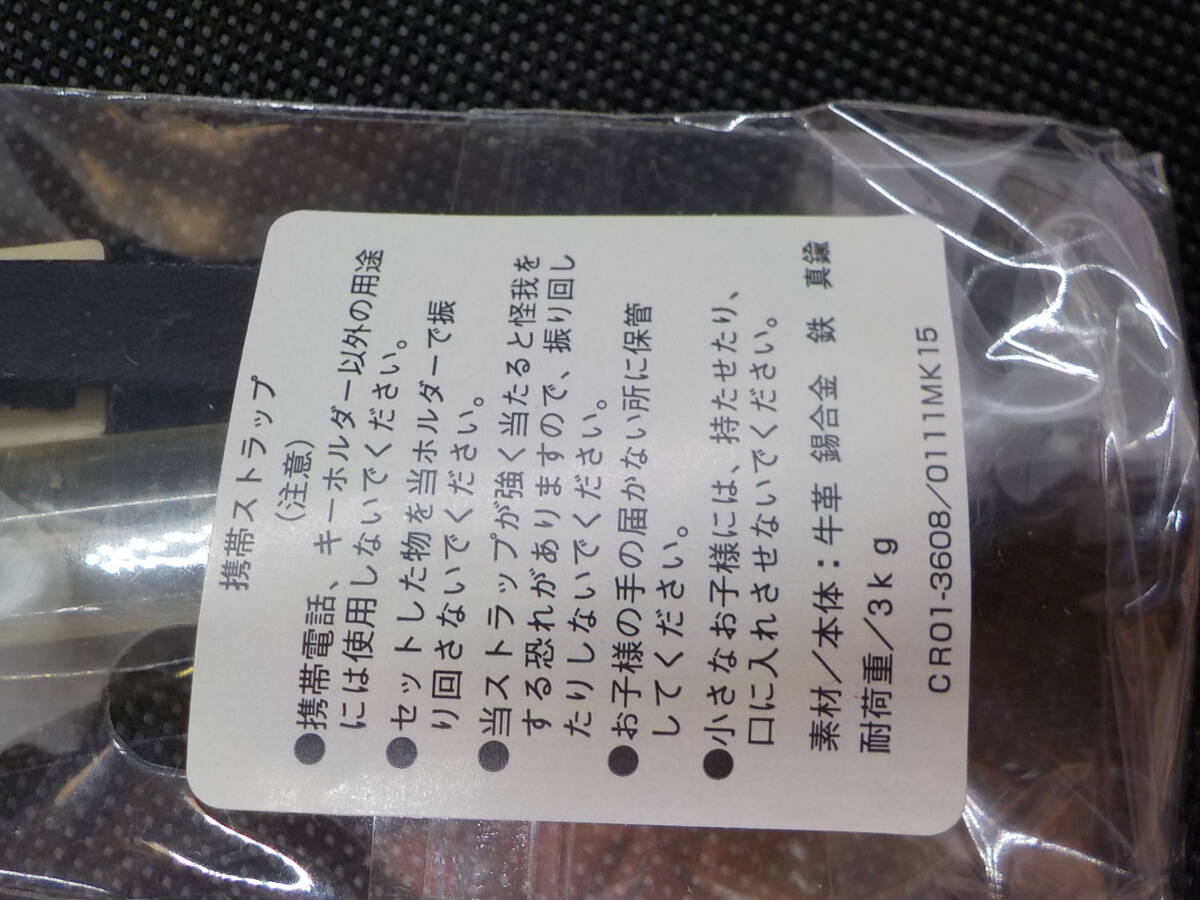 携帯ストラップ
（注意）
●携帯電話、キーホルダー以外の用途
には使用しないでください。
●セットした物を当ホルダーで振
り回さないでください。
●当ストラップが強く当たると怪我を
する恐れがありますので、振り回し
たりしないでください。
●お子様の手の届かない所に保管
してください。
●小さなお子様には、持たせたり、
口に入れさせないでください。
素材／本体：牛革 錫合金 鉄 真鍮
耐荷重／3kg
CR01-3608/0111MK15